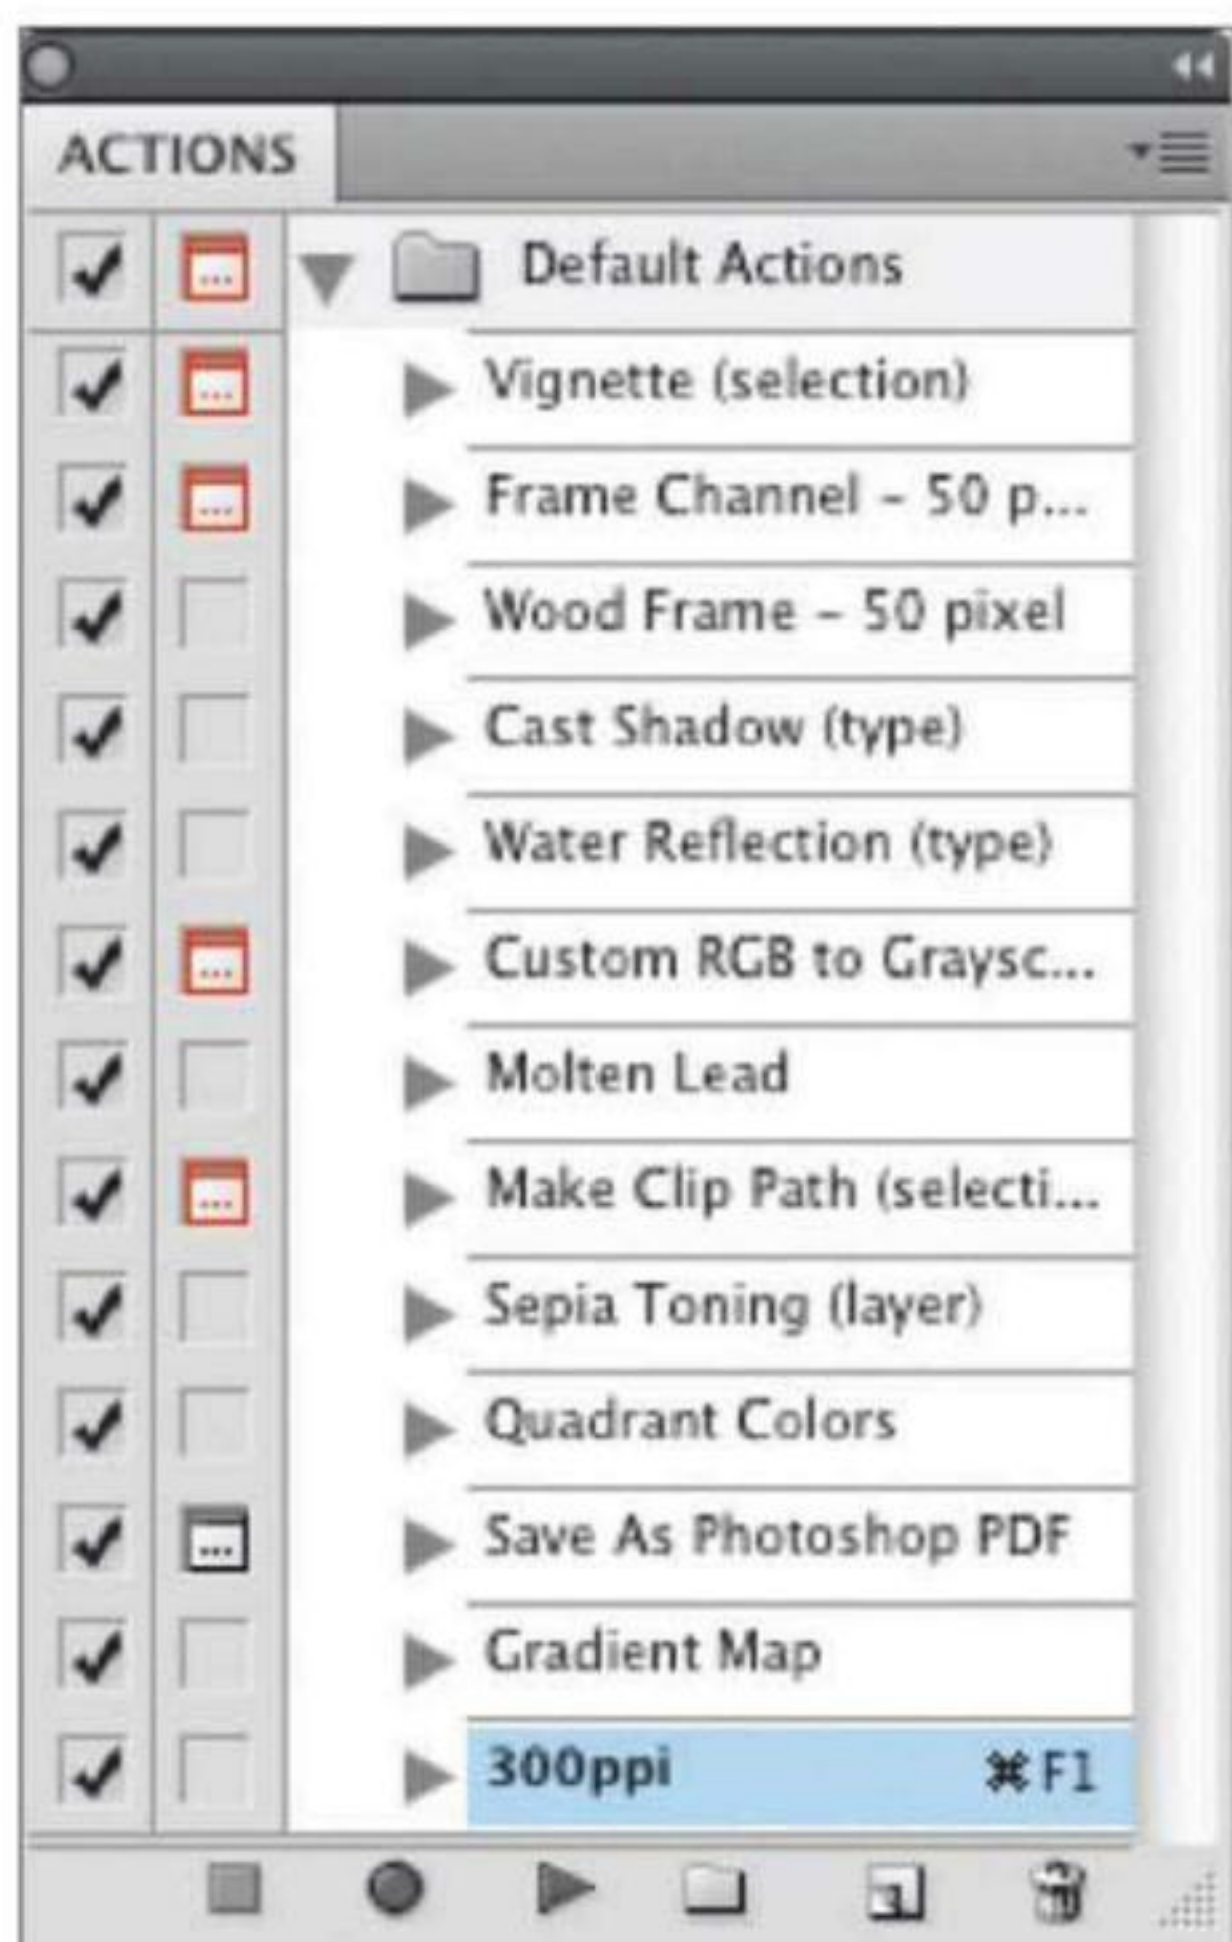 ACTIONS
Default Actions
Vignette (selection)
Frame Channel – 50 p...
Wood Frame – 50 pixel
Cast Shadow (type)
Water Reflection (type)
Custom RGB to Graysc...
Molten Lead
Make Clip Path (selecti...
Sepia Toning (layer)
Quadrant Colors
Save As Photoshop PDF
Gradient Map
300ppi ⌘F1